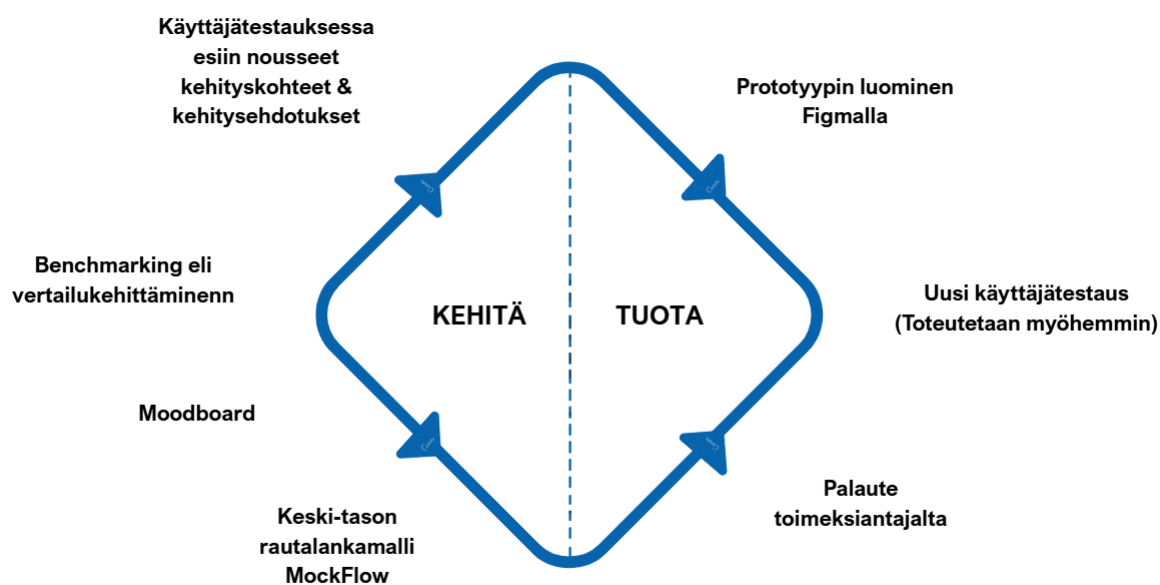 Käyttäjätestauksessa
esiin nousseet
kehityskohteet &
kehitysehdotukset
Prototyypin luominen
Figmalla
Benchmarking eli
vertailukehittäminenn
KEHITÄ
TUOTA
Uusi käyttäjätestaus
(Toteutetaan myöhemmin)
Moodboard
Keski-tason
rautalankamalli
MockFlow
Palaute
toimeksiantajalta